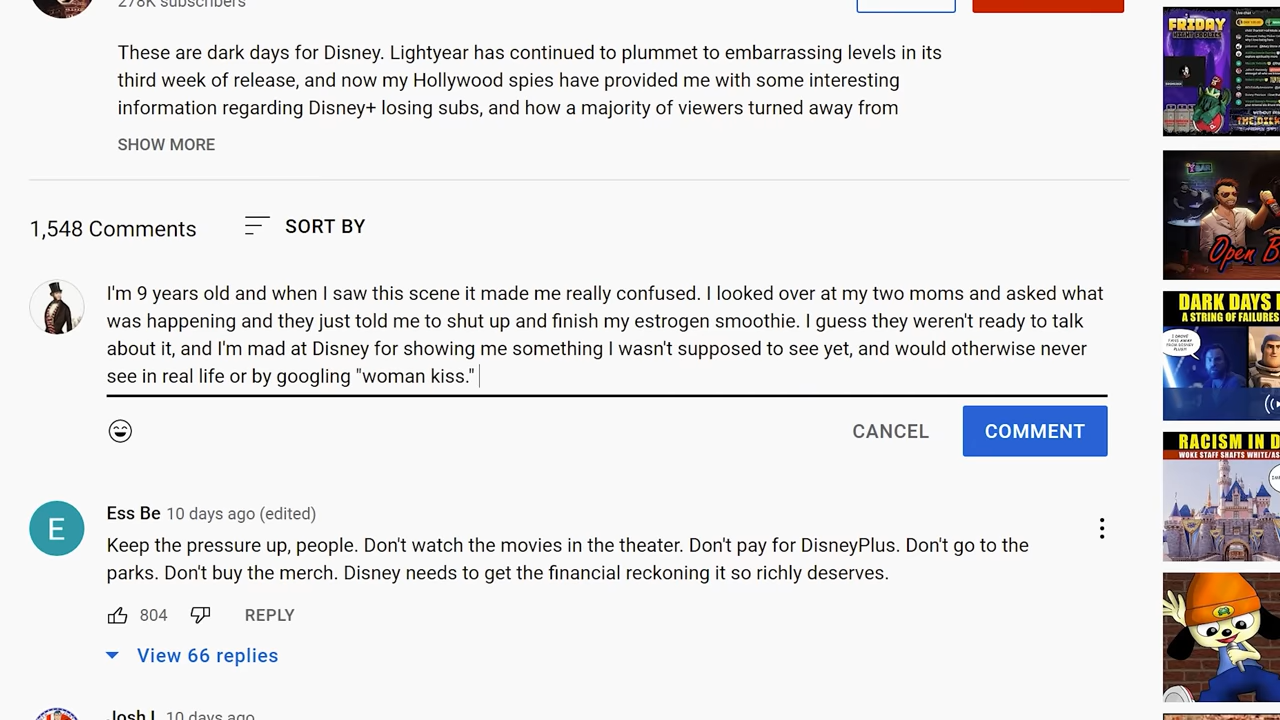 278K subscribers
These are dark days for Disney. Lightyear has somehow managed to plummet to embarrassing levels in its
third week of release, and now my Hollywood sources have provided me with some interesting
information regarding Disney+ losing subs, and how a majority of viewers turned away from
SHOW MORE
1,548 Comments
SORT BY
I'm 9 years old and when I saw this scene it made me really confused. I looked over at my two moms and asked what
was happening and they just told me to shut up and finish my estrogen smoothie. I guess they weren't ready to talk
about it, and I'm mad at Disney for showing me something I wasn't supposed to see yet, and would otherwise never
see in real life or by googling "woman kiss."
CANCEL
COMMENT
E
Ess Be 10 days ago (edited)
Keep the pressure up, people. Don't watch the movies in the theater. Don't pay for DisneyPlus. Don't go to the
parks. Don't buy the merch. Disney needs to get the financial reckoning it so richly deserves.
804
REPLY
View 66 replies
Josh L 10 days ago
FRIDAY
NIGHT
Open B
DARK DAYS
A STRING OF FAILURES
RACISM IN D
WOKE STAFF SHAFTS WHITE/AS